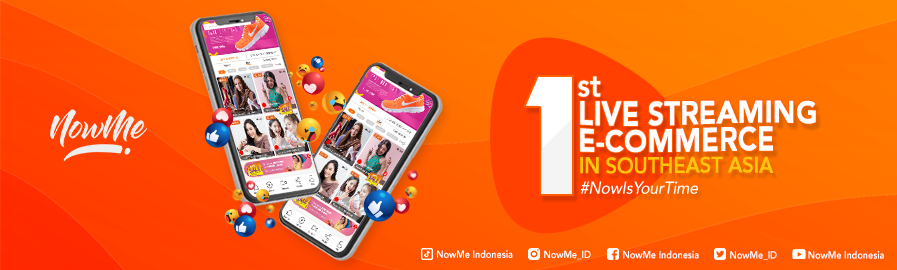 NowMe
1st
LIVE STREAMING
E-COMMERCE
IN SOUTHEAST ASIA
#NowIsYourTime
NowMe Indonesia
NowMe_ID
NowMe Indonesia
NowMe_ID
NowMe Indonesia